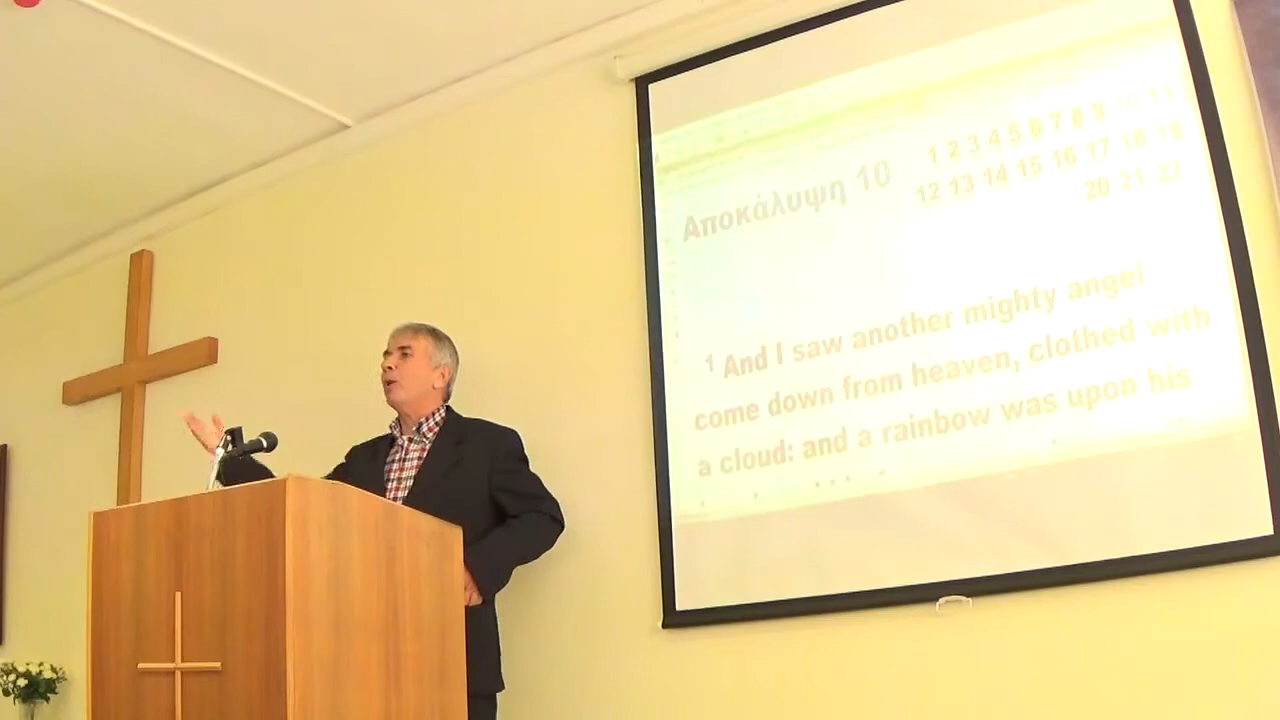 Αποκάλυψη 10
1 2 3 4 5 6 7 8 9 10 11
12 13 14 15 16 17 18 19
20 21 22
1 And I saw another mighty angel
come down from heaven, clothed with
a cloud: and a rainbow was upon his